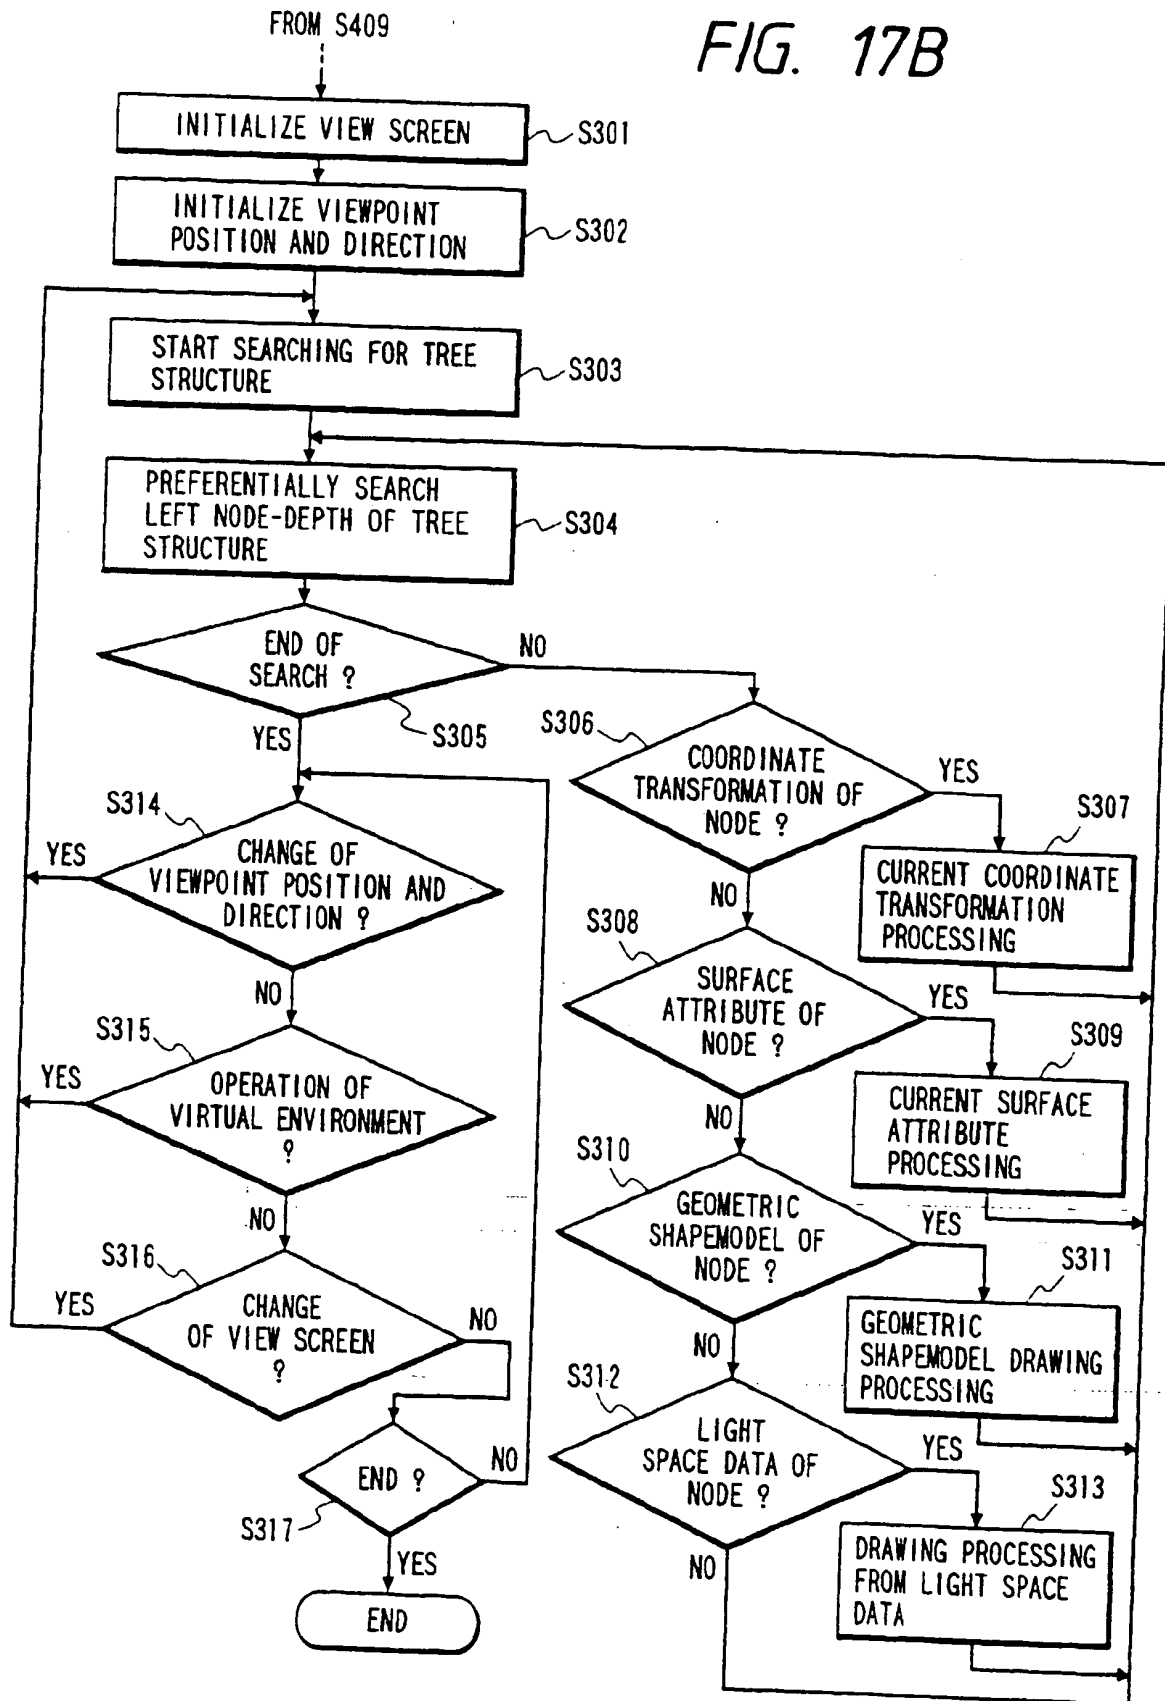 FROM S409
FIG. 17B
INITIALIZE VIEW SCREEN
S301
INITIALIZE VIEWPOINT
POSITION AND DIRECTION
S302
START SEARCHING FOR TREE
STRUCTURE
S303
PREFERENTIALLY SEARCH
LEFT NODE-DEPTH OF TREE
STRUCTURE
S304
END OF
SEARCH ?
NO
S305
YES
S306
COORDINATE
TRANSFORMATION OF
NODE ?
YES
S307
CURRENT COORDINATE
TRANSFORMATION
PROCESSING
NO
S314
CHANGE OF
VIEWPOINT POSITION AND
DIRECTION ?
YES
NO
S308
SURFACE
ATTRIBUTE OF
NODE ?
YES
S309
CURRENT SURFACE
ATTRIBUTE
PROCESSING
NO
S315
OPERATION OF
VIRTUAL ENVIRONMENT
?
YES
NO
S310
GEOMETRIC
SHAPEMODEL OF
NODE ?
YES
S311
GEOMETRIC
SHAPEMODEL DRAWING
PROCESSING
NO
S316
CHANGE
OF VIEW SCREEN
?
YES
NO
S312
LIGHT
SPACE DATA OF
NODE ?
YES
S313
DRAWING PROCESSING
FROM LIGHT SPACE
DATA
NO
END ?
NO
S317
YES
END